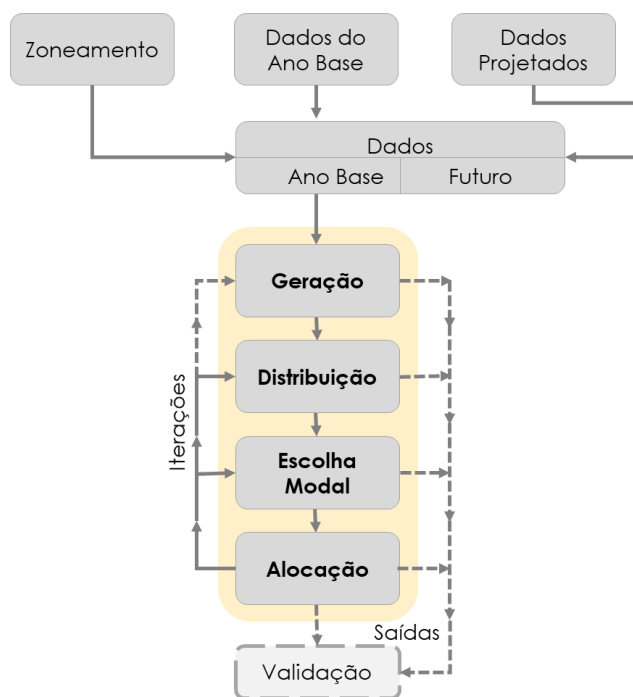 Zoneamento
Dados do
Ano Base
Dados
Projetados
Dados
Ano Base
Futuro
Geração
Distribuição
Iterações
Escolha
Modal
Alocação
Saídas
Validação